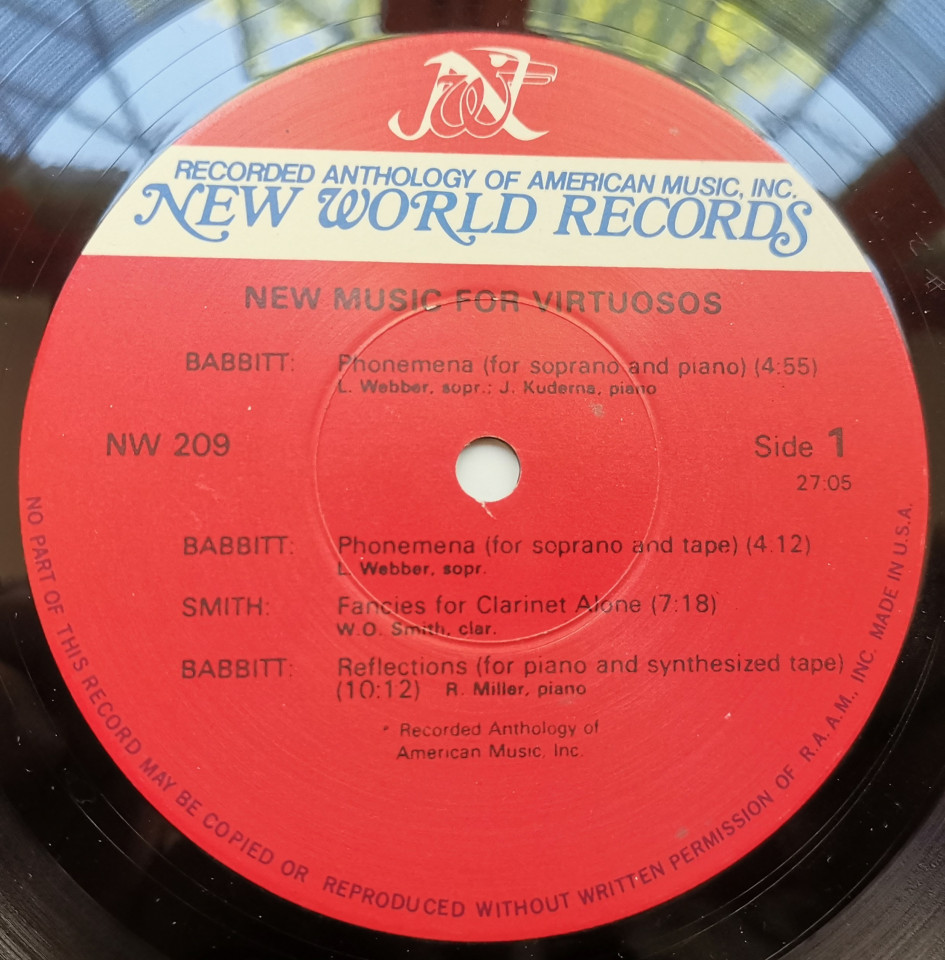 RECORDED ANTHOLOGY OF AMERICAN MUSIC, INC.
NEW WORLD RECORDS
NEW MUSIC FOR VIRTUOSOS
BABBITT: Phonemena (for soprano and piano) (4:55)
L. Webber, sopr.; J. Kuderna, piano
NW 209
Side 1
27:05
BABBITT: Phonemena (for soprano and tape) (4:12)
L. Webber, sopr.
SMITH: Fancies for Clarinet Alone (7:18)
W.O. Smith, clar.
BABBITT: Reflections (for piano and synthesized tape)
(10:12) R. Miller, piano
* Recorded Anthology of
American Music, Inc.
NO PART OF THIS RECORD MAY BE COPIED OR REPRODUCED WITHOUT WRITTEN PERMISSION OF R.A.A.M., INC. MADE IN U.S.A.